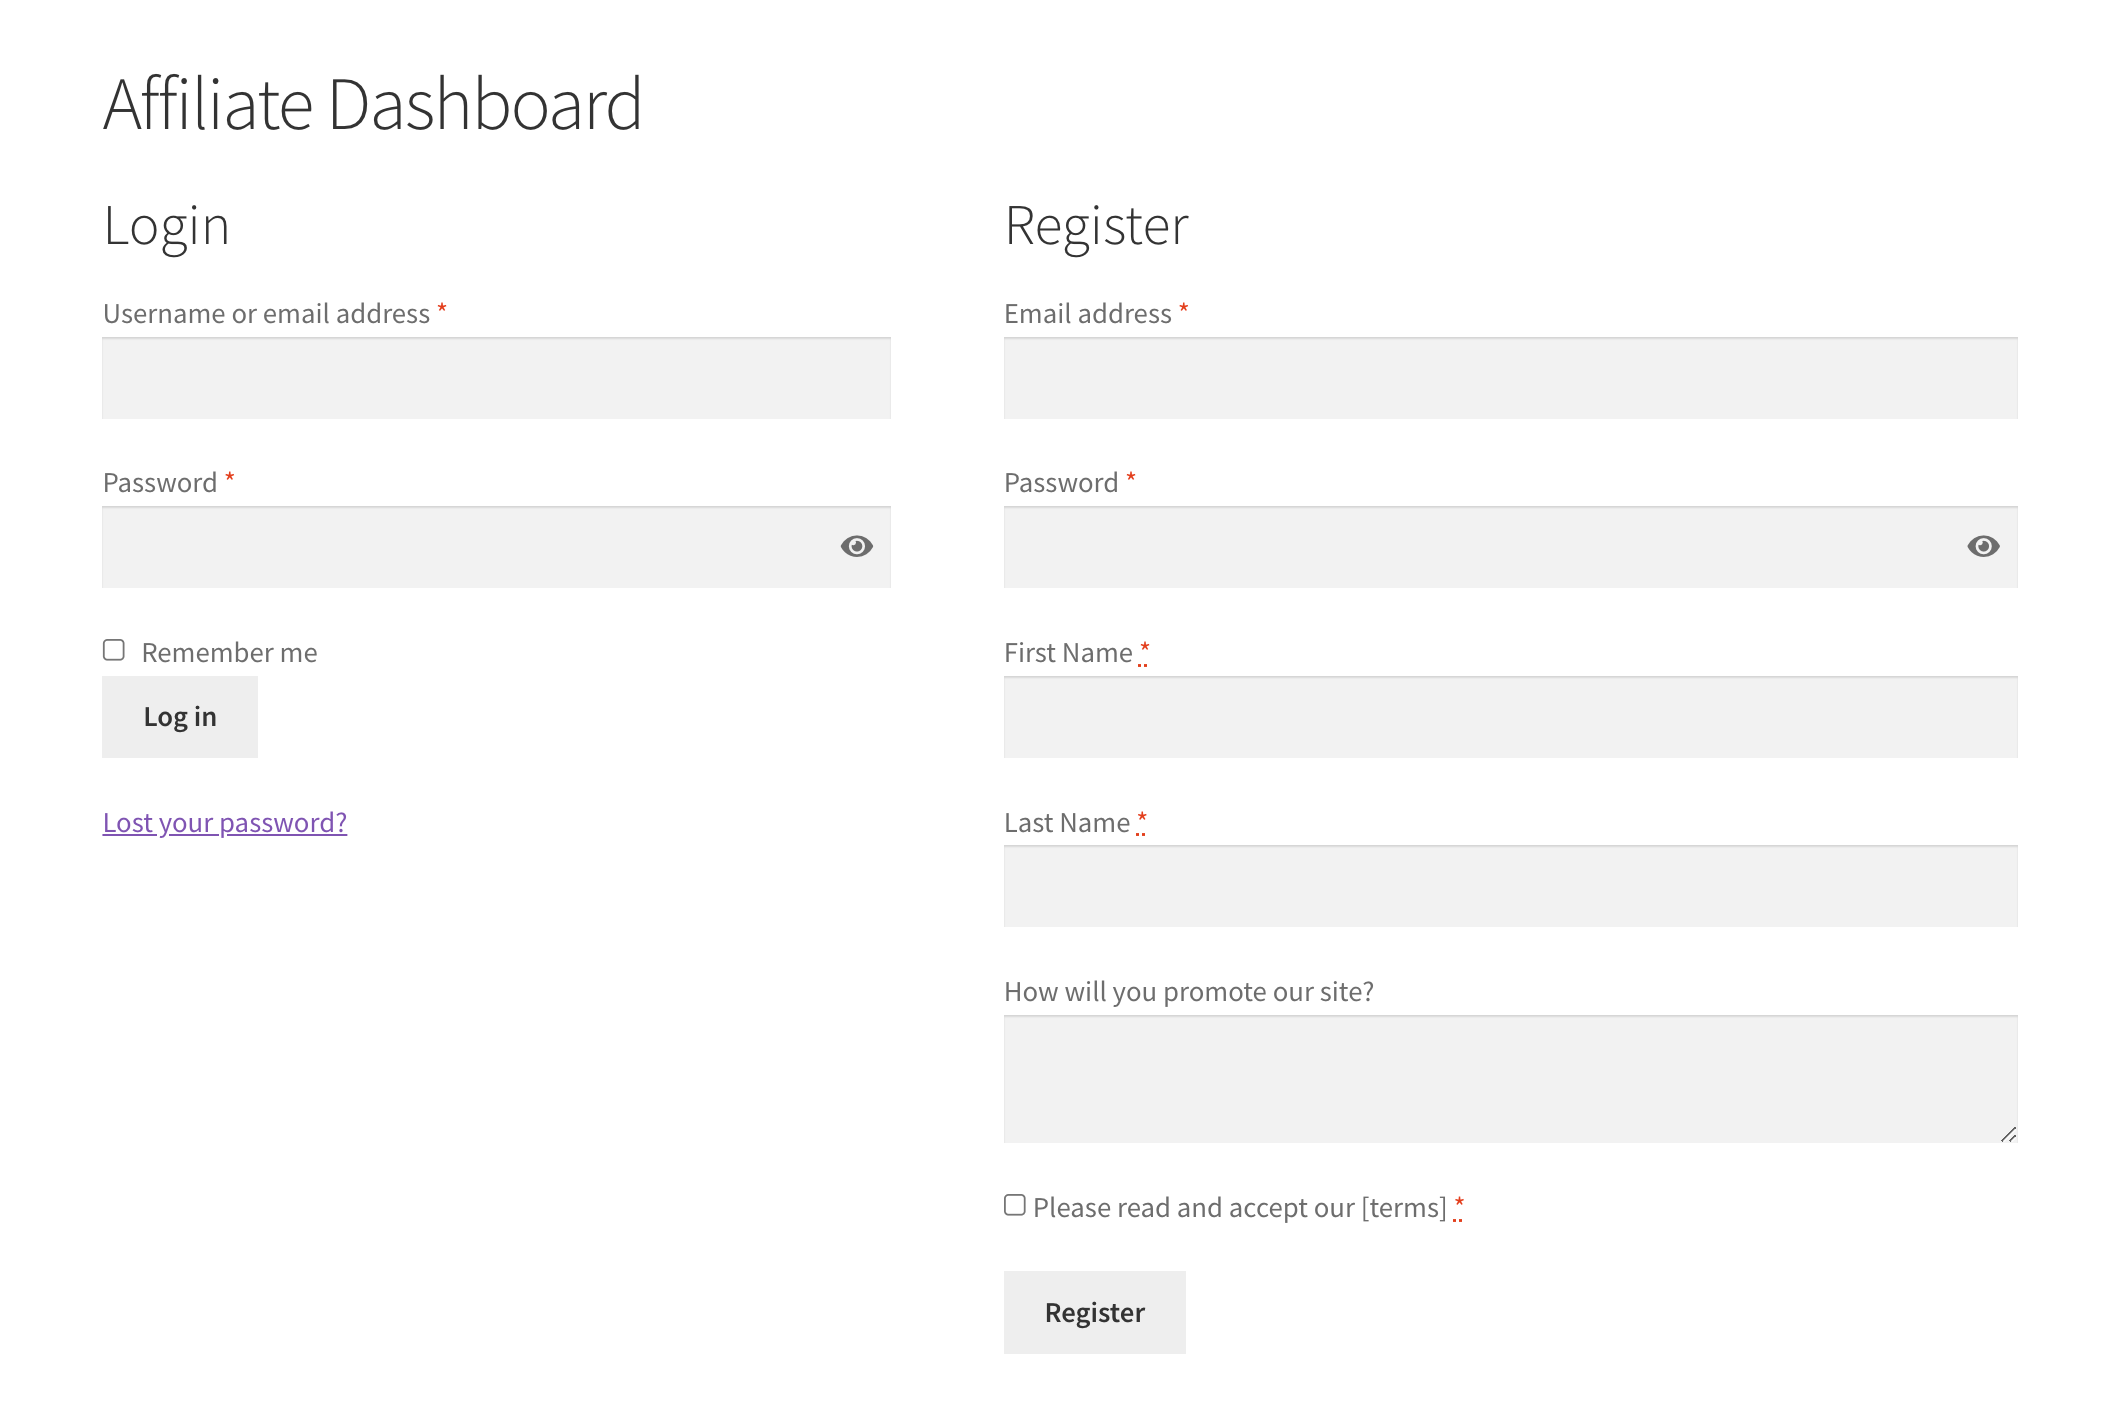 Affiliate Dashboard
Login
Username or email address *
Password *
Remember me
Log in
Lost your password?
Register
Email address *
Password *
First Name *
Last Name *
How will you promote our site?
Please read and accept our [terms] *
Register